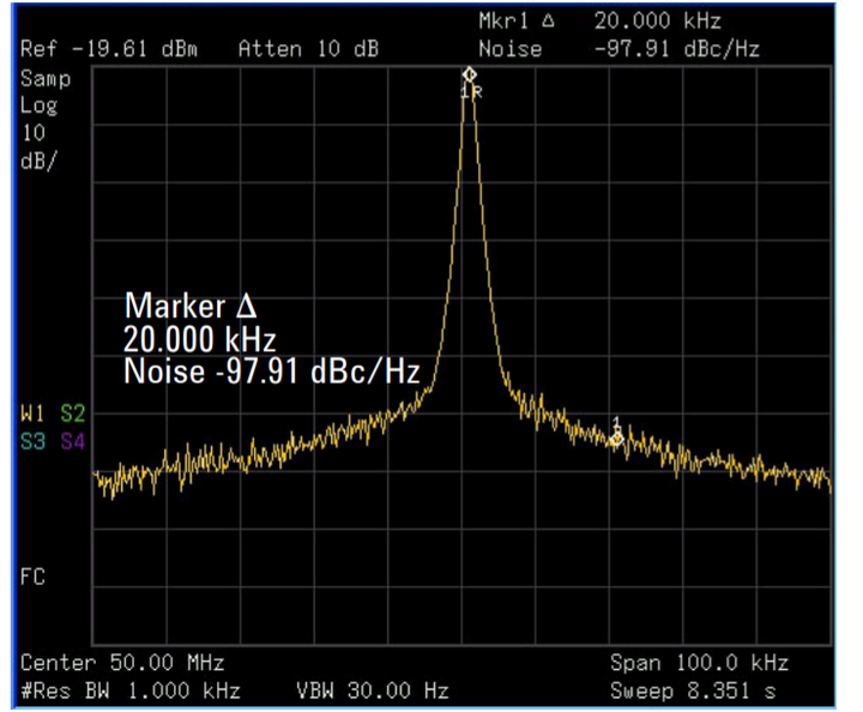 Mkr1 Δ 20.000 kHz
Ref -19.61 dBm Atten 10 dB Noise -97.91 dBc/Hz
Samp
Log
10
dB/
1R
Marker Δ
20.000 kHz
Noise -97.91 dBc/Hz
W1 S2
S3 S4
1
FC
Center 50.00 MHz Span 100.0 kHz
#Res BW 1.000 kHz VBW 30.00 Hz Sweep 8.351 s